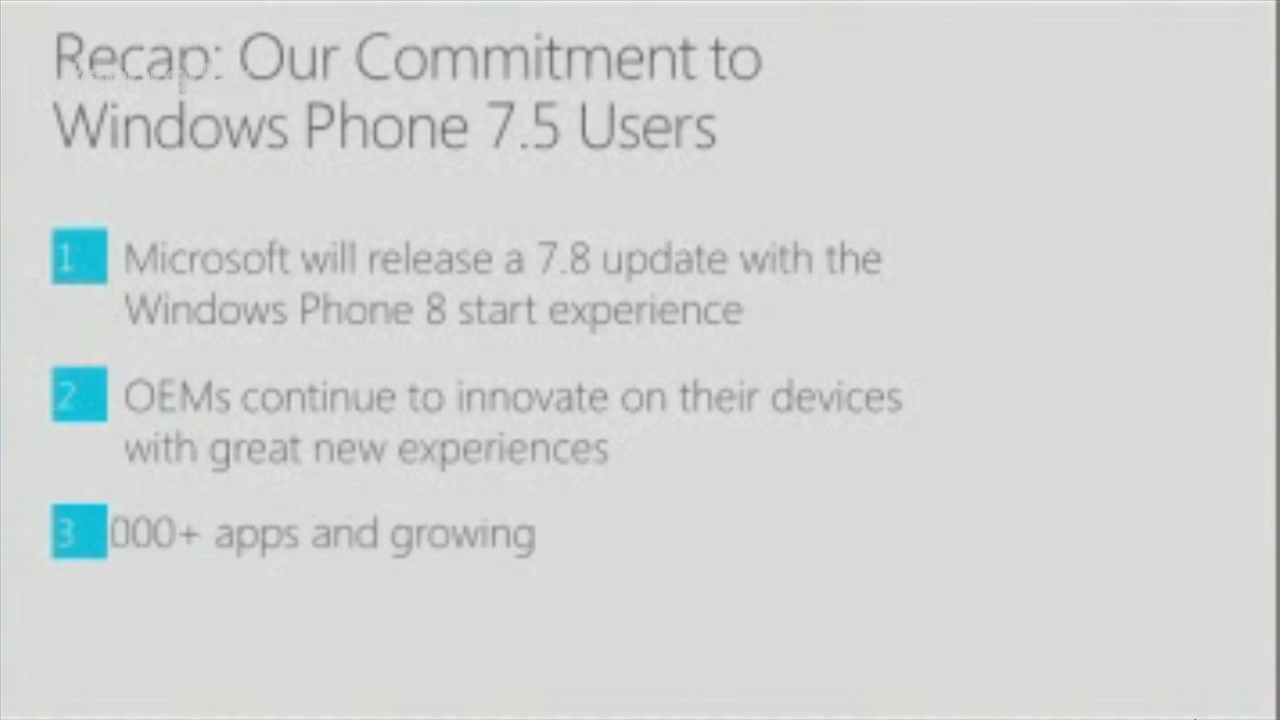 Recap: Our Commitment to
Windows Phone 7.5 Users
1 Microsoft will release a 7.8 update with the
Windows Phone 8 start experience
2 OEMs continue to innovate on their devices
with great new experiences
3 000+ apps and growing